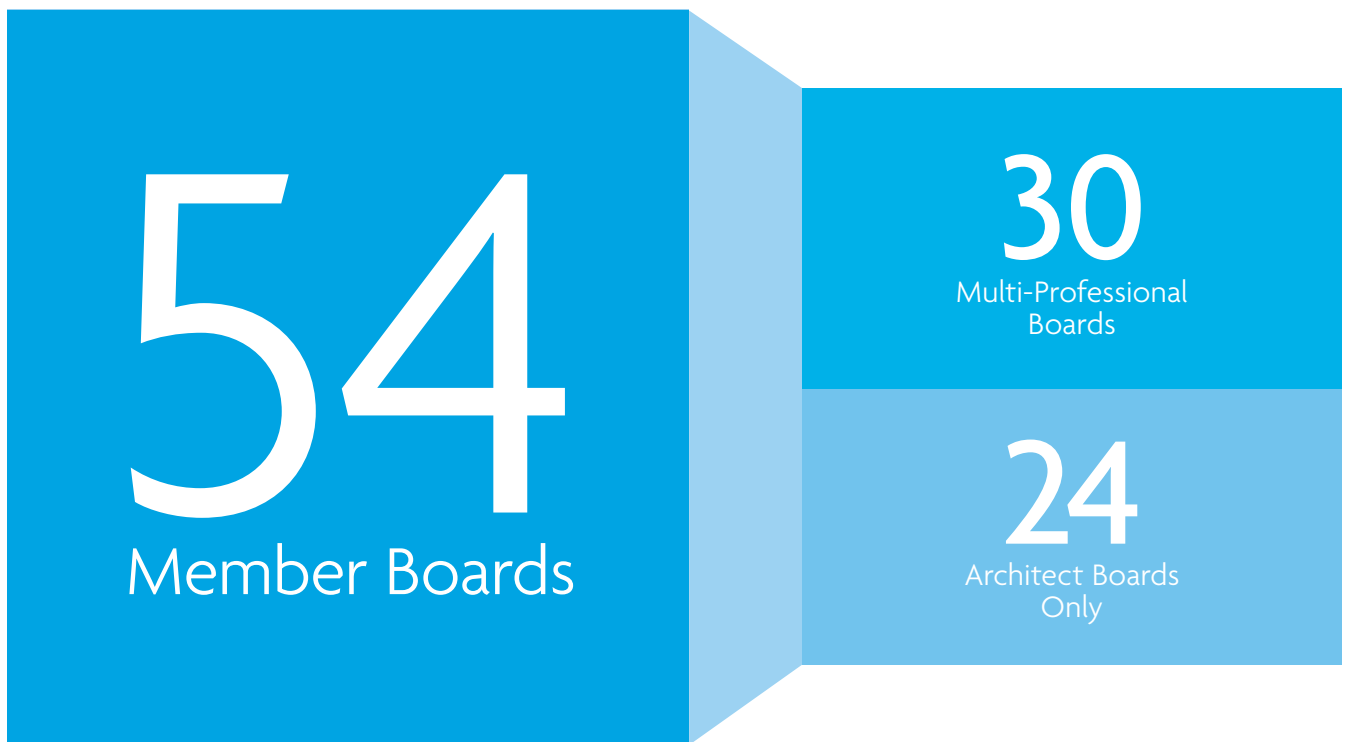 54
Member Boards
30
Multi-Professional
Boards
24
Architect Boards
Only